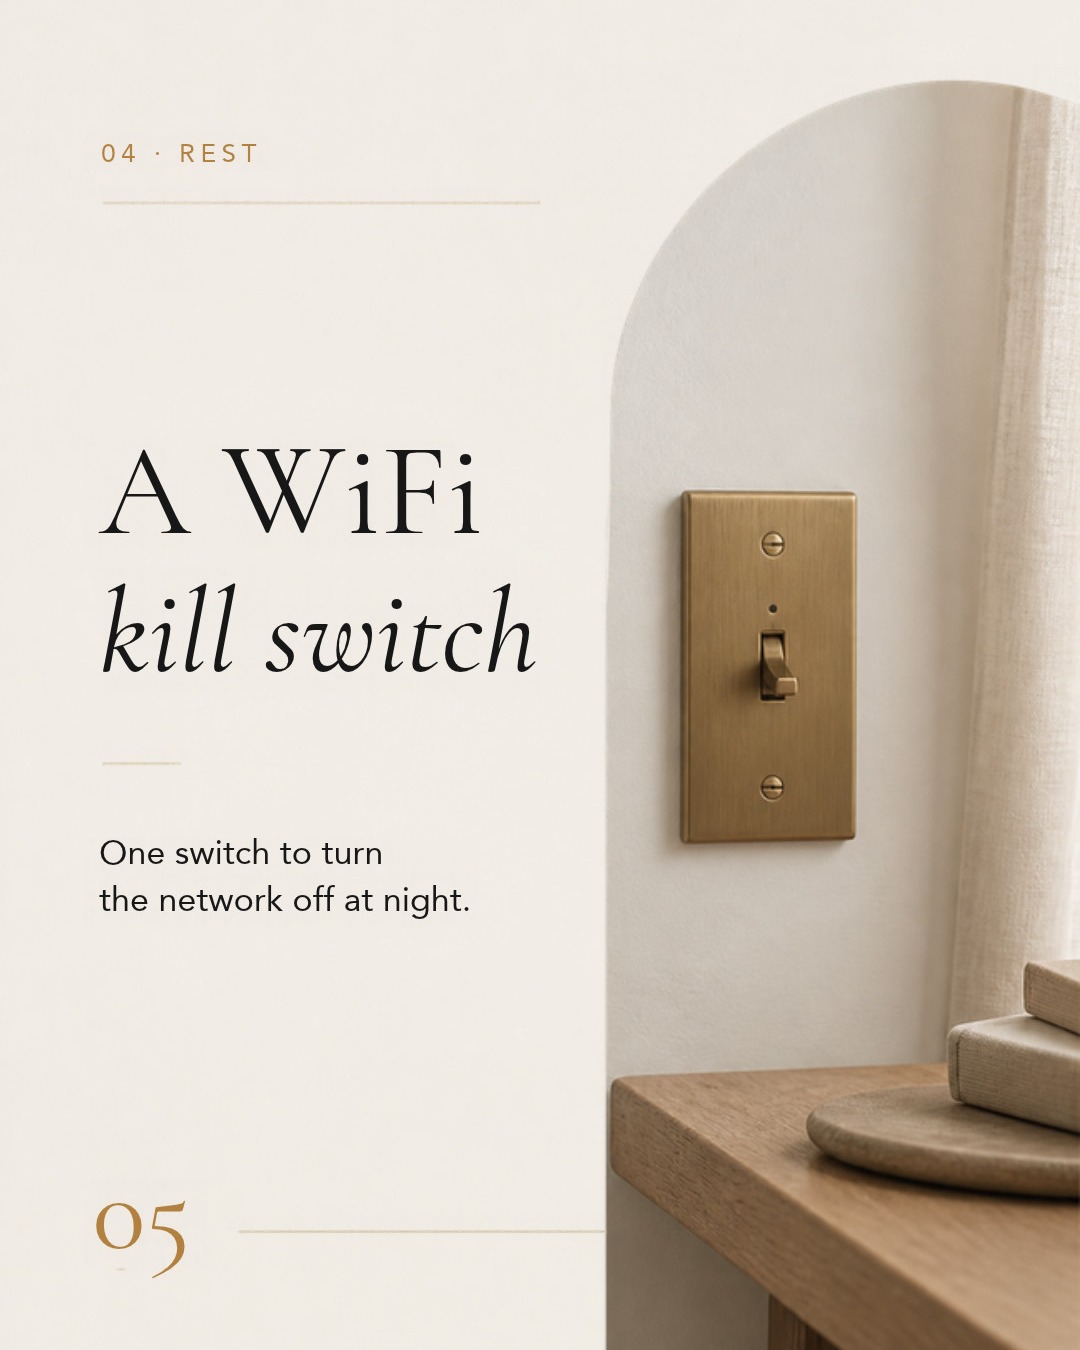 04 · REST
A WiFi
kill switch
One switch to turn
the network off at night.
05